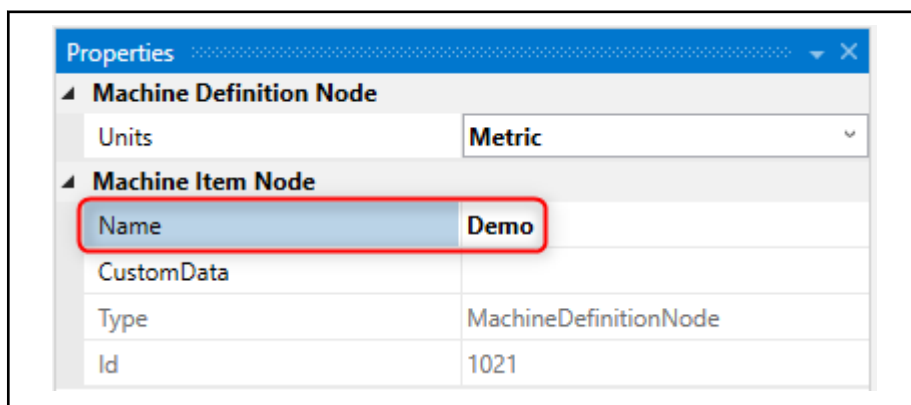 Properties
Machine Definition Node
Units Metric
Machine Item Node
Name Demo
CustomData
Type MachineDefinitionNode
Id 1021